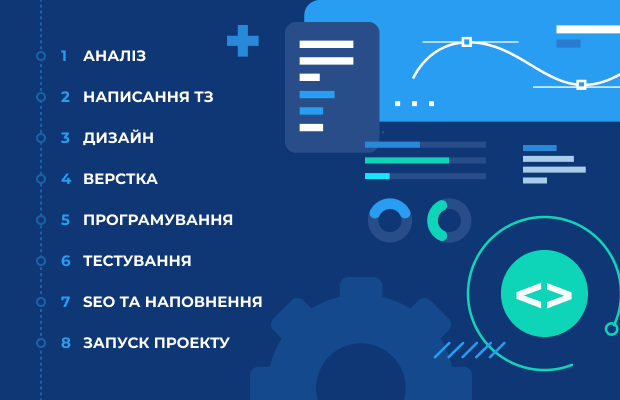 1 АНАЛІЗ
2 НАПИСАННЯ ТЗ
3 ДИЗАЙН
4 ВЕРСТКА
5 ПРОГРАМУВАННЯ
6 ТЕСТУВАННЯ
7 SEO ТА НАПОВНЕННЯ
8 ЗАПУСК ПРОЕКТУ
<>